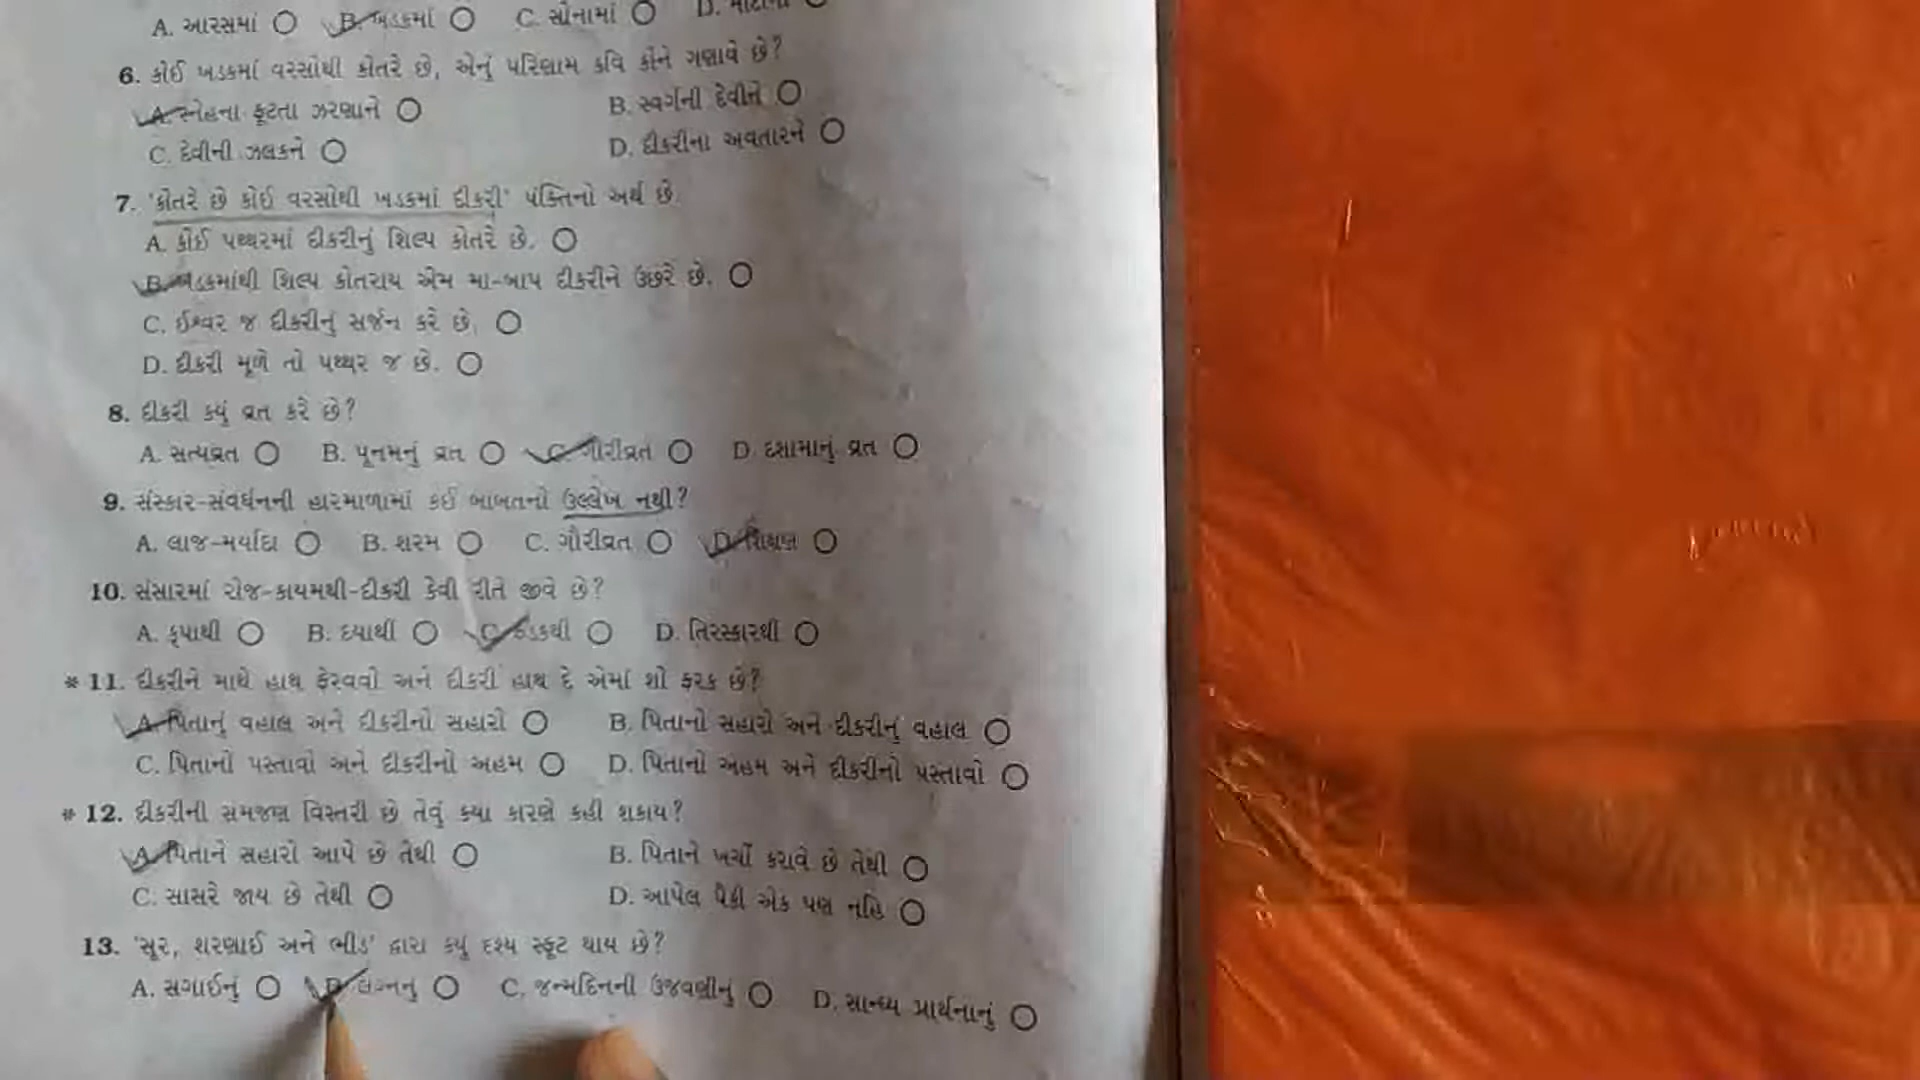 A. આરસમાં B. ખડકમાં C. સોનામાં D.
6. કોઈ ખડકમાં વરસોથી કોતરે છે, એનું પરિણામ કવિ કોને ગણાવે છે?
A. સ્નેહના ફૂટતા ઝરણાને B. સ્વર્ગની દેવીને
C. દેવીની ઝલકને D. દીકરીના અવતારને
7. 'કોતરે છે કોઈ વરસોથી ખડકમાં દીકરી' પંક્તિનો અર્થ છે
A. કોઈ પથ્થરમાં દીકરીનું શિલ્પ કોતરે છે.
B. ખડકમાંથી શિલ્પ કોતરાય એમ મા-બાપ દીકરીને ઉછરે છે.
C. ઈશ્વર જ દીકરીનું સર્જન કરે છે.
D. દીકરી મૂળે તો પથ્થર જ છે.
8. દીકરી કયું વ્રત કરે છે?
A. સત્યવ્રત B. પૂનમનું વ્રત C. ગૌરીવ્રત D. દશામાનું વ્રત
9. સંસ્કાર-સંવર્ધનની હારમાળામાં કઈ બાબતનો ઉલ્લેખ નથી?
A. લાજ-મર્યાદા B. શરમ C. ગૌરીવ્રત D. શિક્ષણ
10. સંસારમાં રોજ-કાયમથી-દીકરી કેવી રીતે જીવે છે?
A. કૃપાથી B. દયાથી C. ઠંડકથી D. તિરસ્કારથી
* 11. દીકરીને માથે હાથ ફેરવવો અને દીકરી હાથ દે એમાં શો ફરક છે?
A. પિતાનું વહાલ અને દીકરીનો સહારો B. પિતાનો સહારો અને દીકરીનું વહાલ
C. પિતાનો પસ્તાવો અને દીકરીનો અહમ D. પિતાનો અહમ અને દીકરીનો પસ્તાવો
* 12. દીકરીની સમજણ વિસ્તરી છે તેવું ક્યા કારણે કહી શકાય?
A. પિતાને સહારો આપે છે તેથી B. પિતાને ખર્ચો કરાવે છે તેથી
C. સાસરે જાય છે તેથી D. આપેલ પૈકી એક પણ નહિ
13. 'સૂર, શરણાઈ અને ભીડ' દ્વારા કયું દશ્ય સ્ફૂટ થાય છે?
A. સગાઈનું B. લગ્નનું C. જન્મદિનની ઉજવણીનું D. સાન્ધ્ય પ્રાર્થનાનું